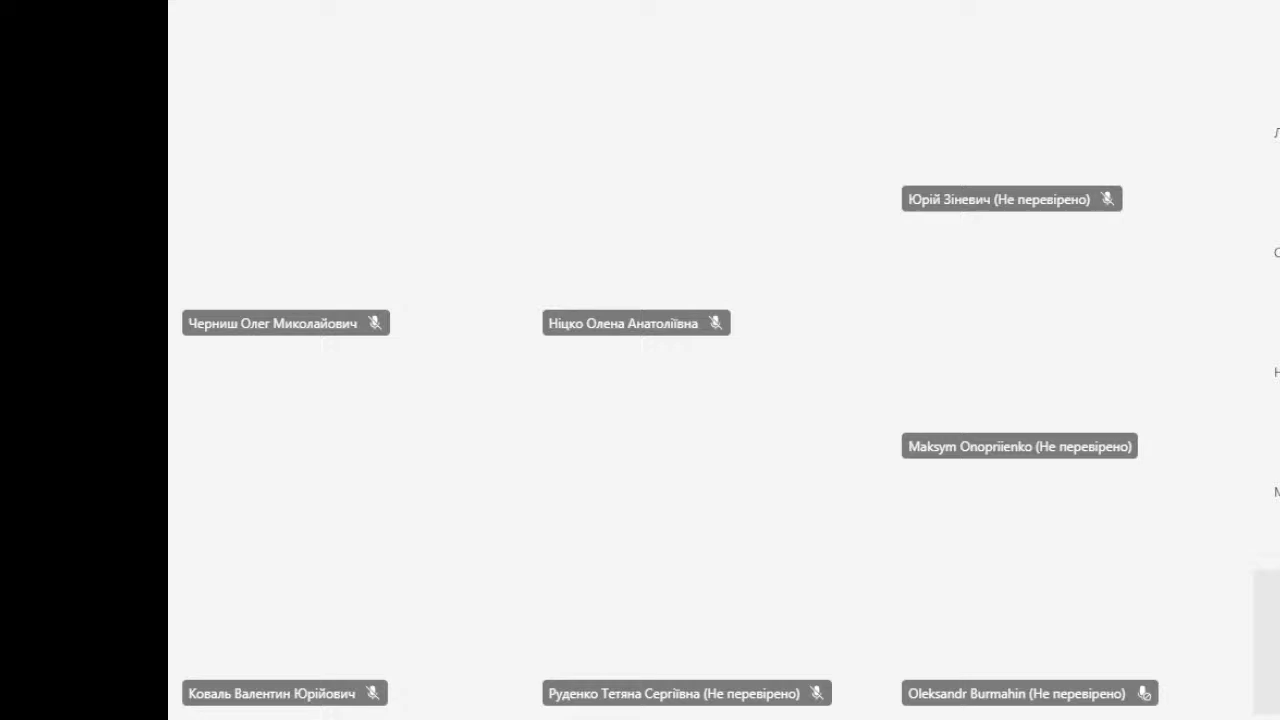 Юрій Зіневич (Не перевірено)
Черниш Олег Миколайович
Ніцко Олена Анатоліївна
Maksym Onopriienko (Не перевірено)
Коваль Валентин Юрійович
Руденко Тетяна Сергіївна (Не перевірено)
Oleksandr Burmahin (Не перевірено)